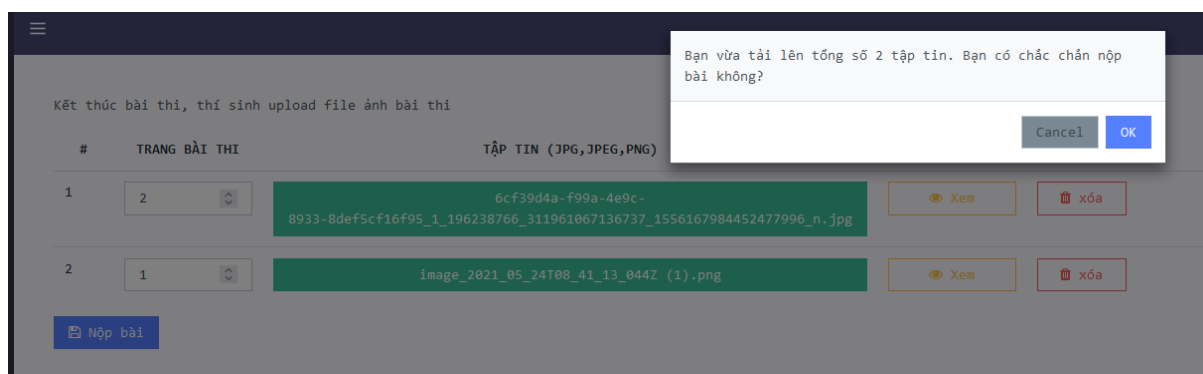 Bạn vừa tải lên tổng số 2 tập tin. Bạn có chắc chắn nộp
bài không?
Cancel OK
Kết thúc bài thi, thí sinh upload file ảnh bài thi
# TRANG BÀI THI TẬP TIN (JPG,JPEG,PNG)
1 2 6cf39d4a-f99a-4e9c-
8933-8def5cf16f95_1_196238766_311961067136737_1556167984452477996_n.jpg Xem xóa
2 1 image_2021_05_24T08_41_13_044Z (1).png Xem xóa
Nộp bài